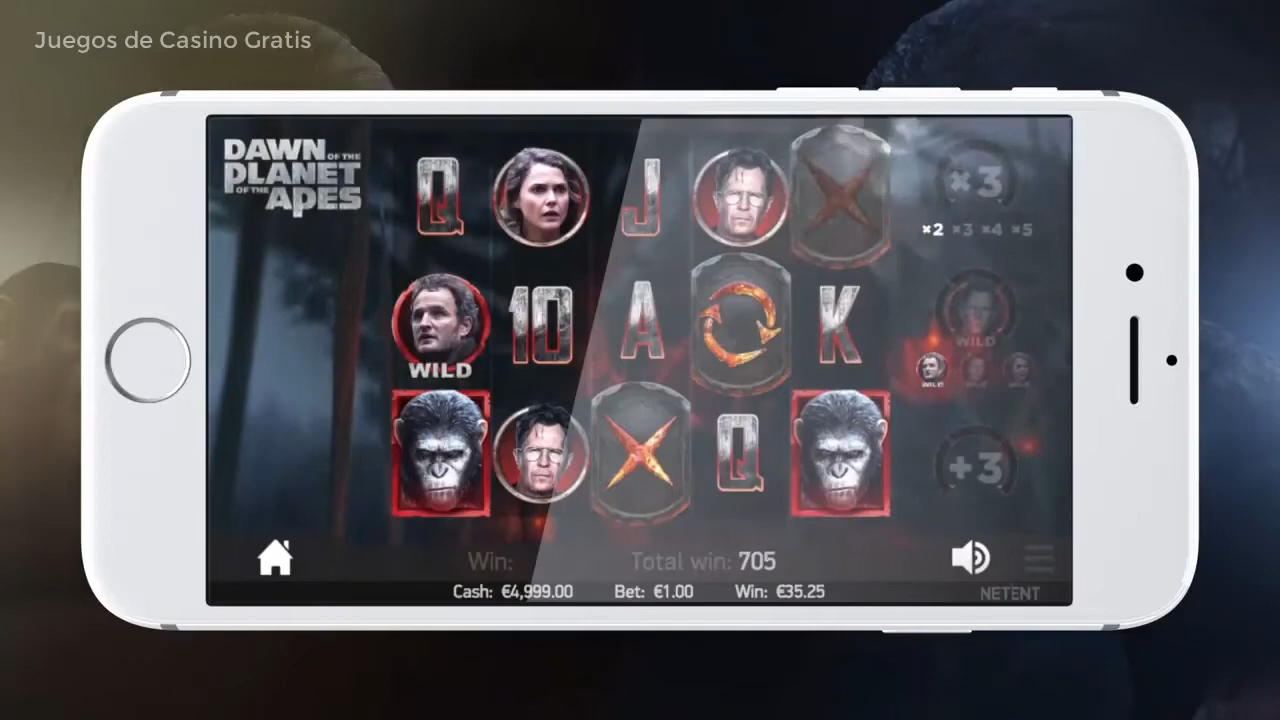 Juegos de Casino Gratis
DAWN OF THE
PLANET
OF THE APES
Q
J
×3
×2 ×3 ×4 ×5
WILD
10
A
K
WILD
WILD
Q
+3
Win:
Total win: 705
Cash: €4,999.00
Bet: €1.00
Win: €35.25
NETENT